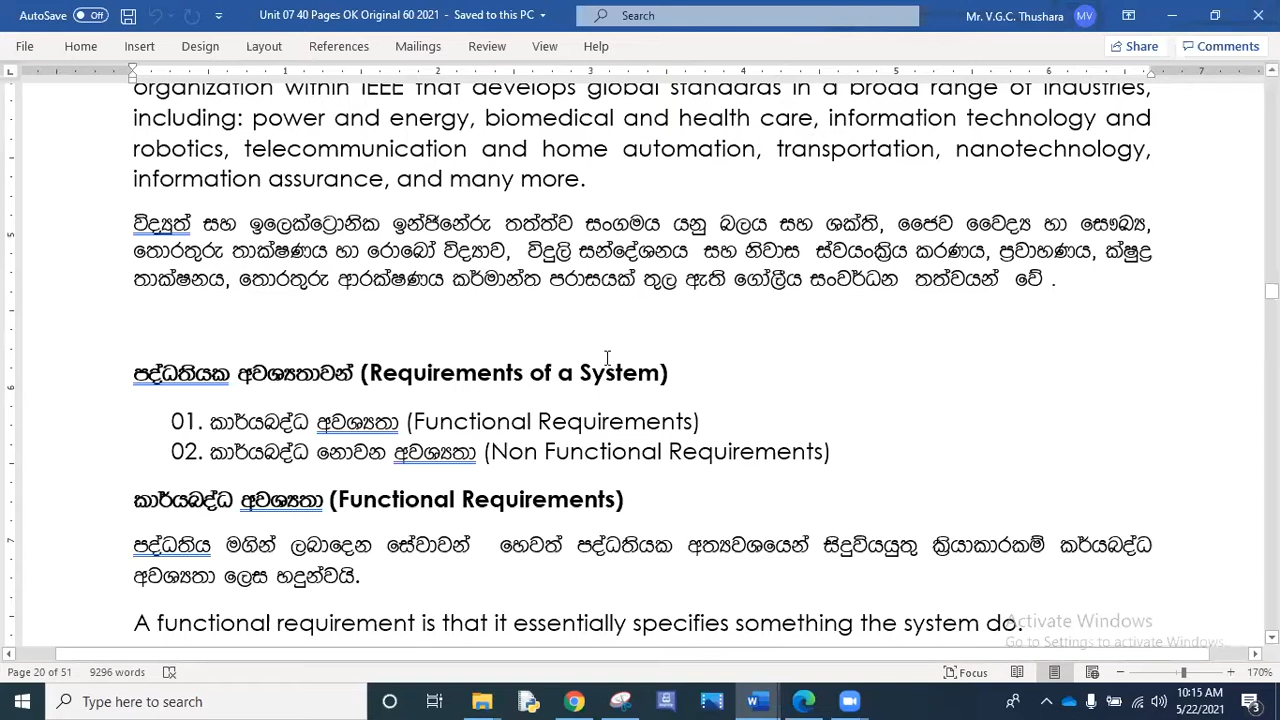 AutoSave Off Unit 07 40 Pages OK Original 60 2021 - Saved to this PC Search Mr. V.G.C. Thushara MV
File Home Insert Design Layout References Mailings Review View Help Share Comments
1 2 3 4 5 6 7
organization within IEEE that develops global standards in a broad range of industries,
including: power and energy, biomedical and health care, information technology and
robotics, telecommunication and home automation, transportation, nanotechnology,
information assurance, and many more.
විද්‍යුත් සහ ඉලෙක්ට්‍රොනික ඉන්ජිනේරු තත්ත්ව සංගමය යනු බලය සහ ශක්ති, ජෛව වෛද්‍ය හා සෞඛ්‍ය,
තොරතුරු තාක්ෂණය හා රොබෝ විද්‍යාව, විදුලි සන්දේශනය සහ නිවාස ස්වයංක්‍රිය කරණය, ප්‍රවාහණය, ක්ෂුද්‍ර
තාක්ෂනය, තොරතුරු ආරක්ෂණය කර්මාන්ත පරාසයක් තුල ඇති ගෝලීය සංවර්ධන තත්වයන් වේ .
පද්ධතියක අවශ්‍යතාවන් (Requirements of a System)
01. කාර්යබද්ධ අවශ්‍යතා (Functional Requirements)
02. කාර්යබද්ධ නොවන අවශ්‍යතා (Non Functional Requirements)
කාර්යබද්ධ අවශ්‍යතා (Functional Requirements)
පද්ධතිය මගින් ලබාදෙන සේවාවන් හෙවත් පද්ධතියක අත්‍යවශයෙන් සිදුවියයුතු ක්‍රියාකාරකම් කර්යබද්ධ
අවශ්‍යතා ලෙස හදුන්වයි.
A functional requirement is that it essentially specifies something the system do.
Activate Windows
Go to Settings to activate Windows.
Page 20 of 51 9296 words Focus 170%
Type here to search 10:15 AM
5/22/2021 3